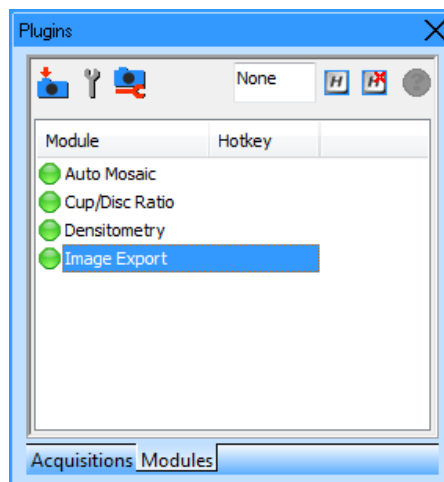 Plugins
None
H H
Module Hotkey
Auto Mosaic
Cup/Disc Ratio
Densitometry
Image Export
Acquisitions Modules